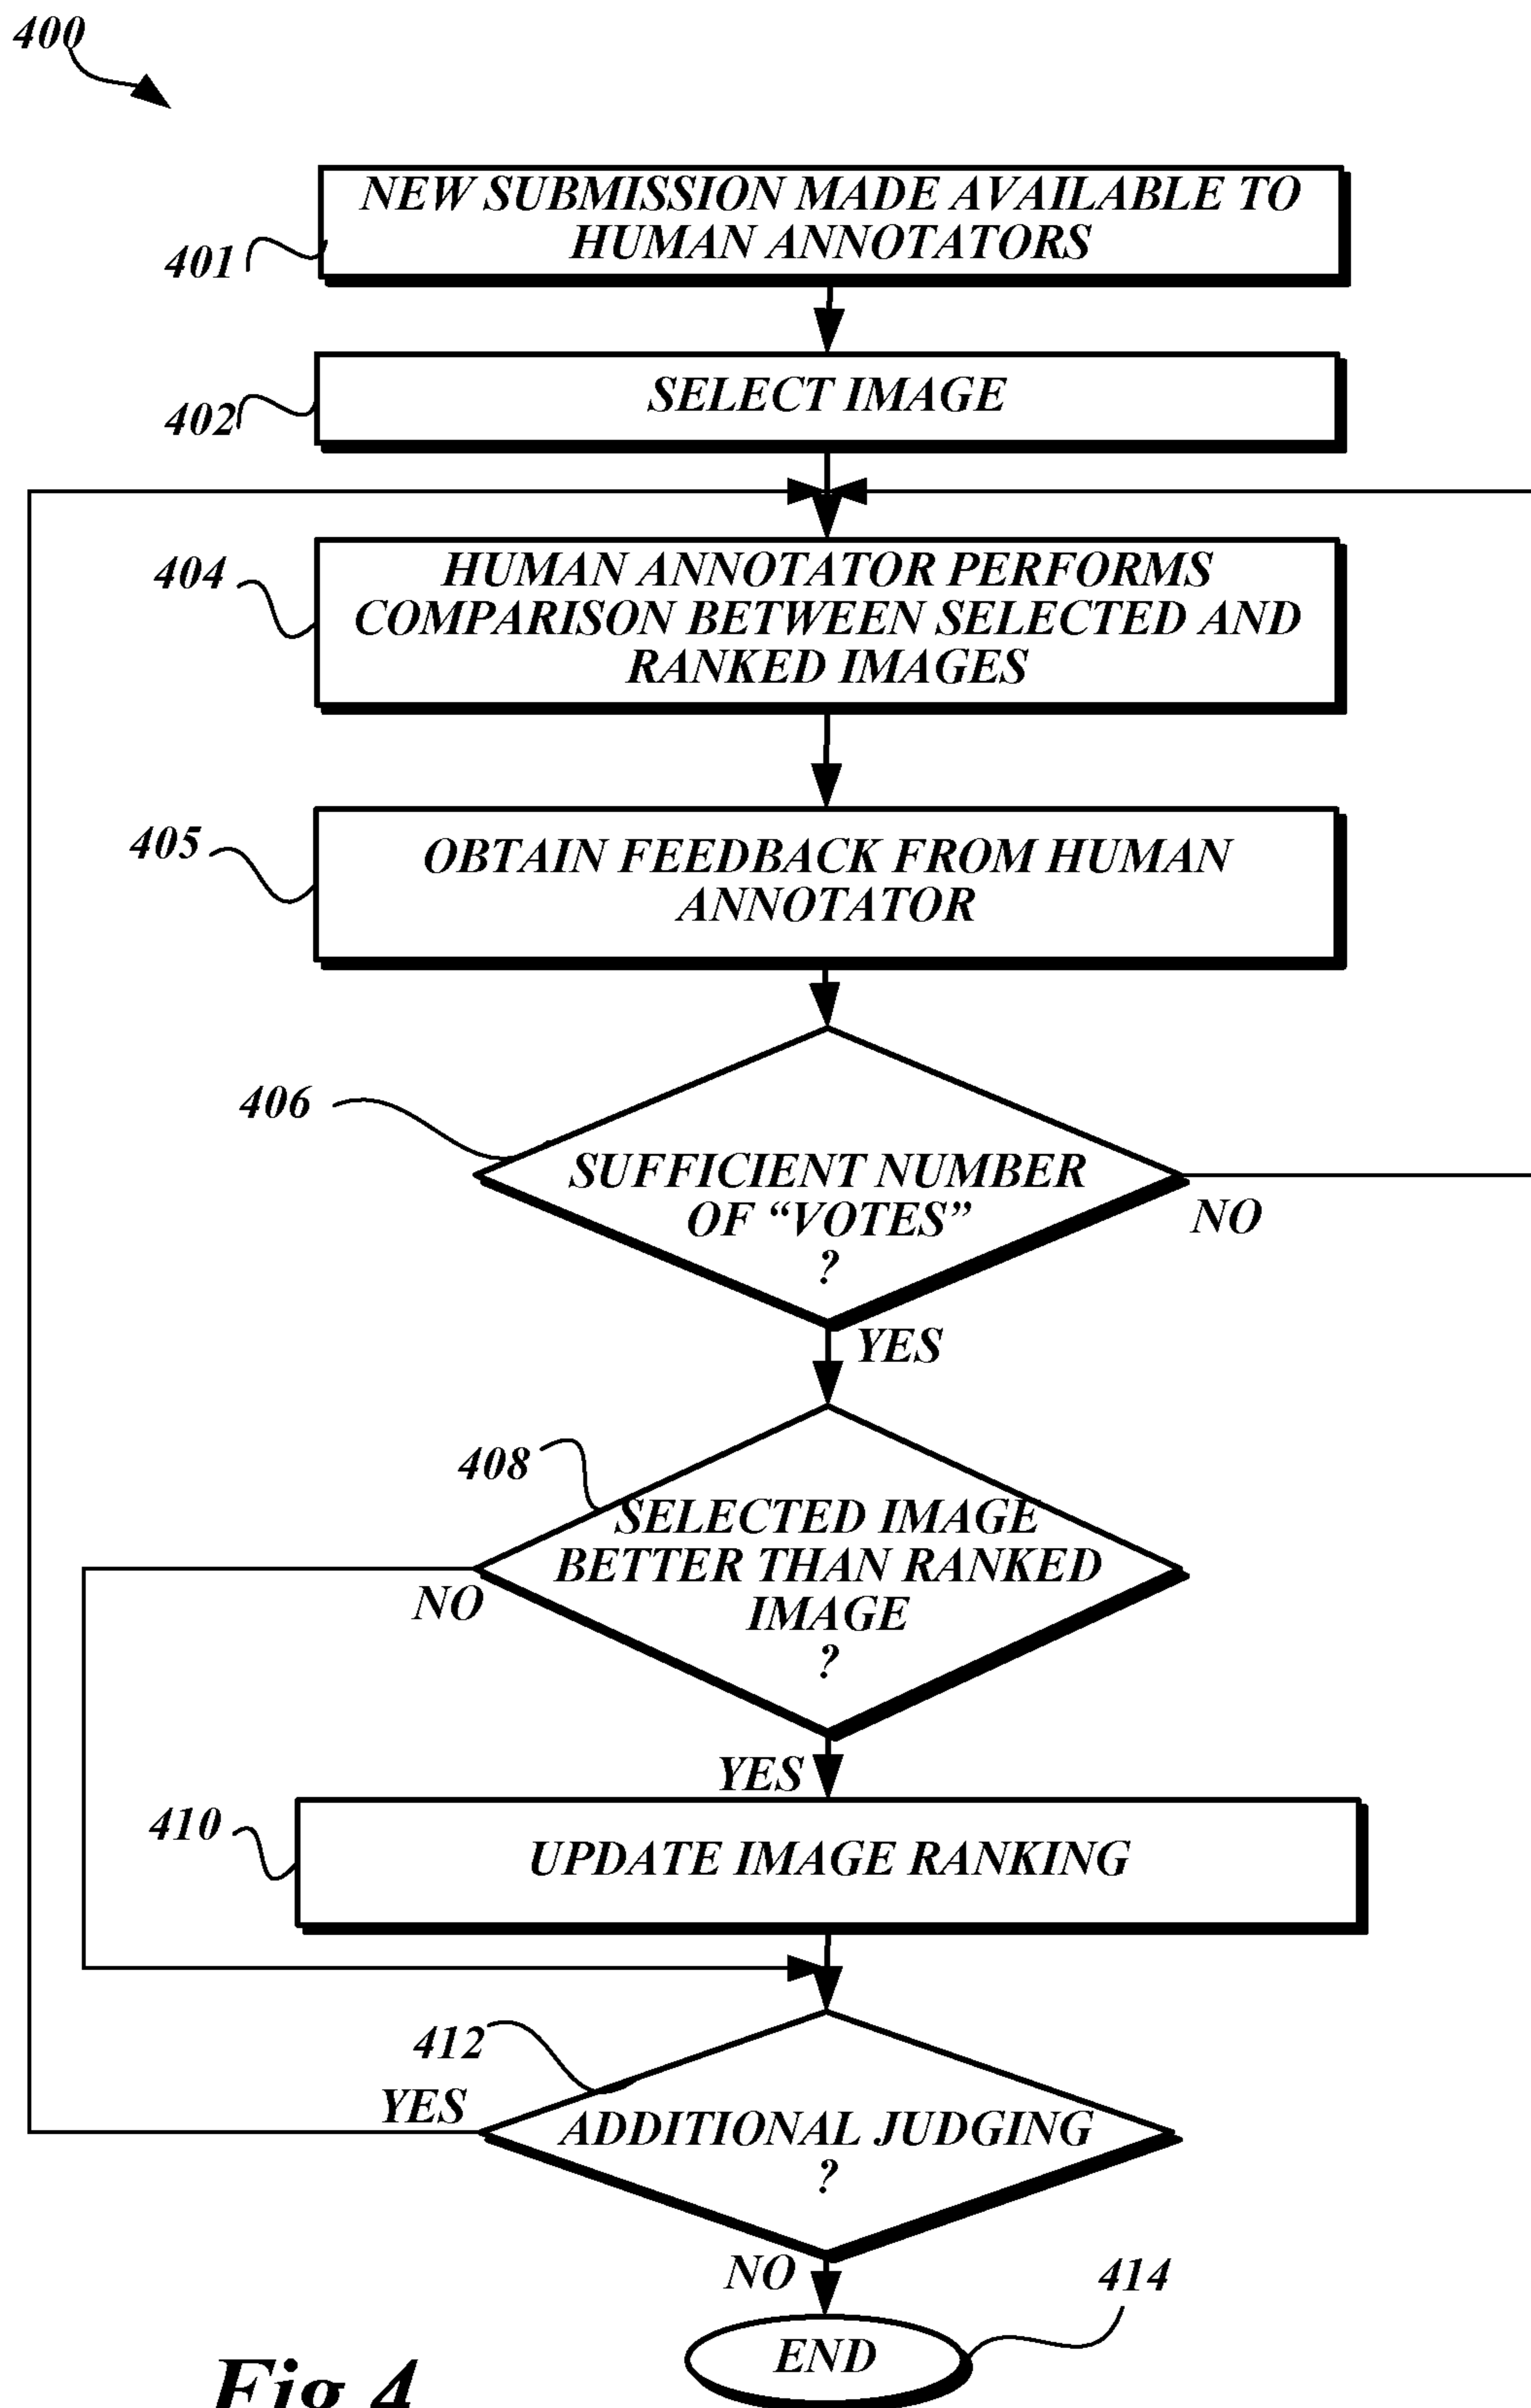 400
NEW SUBMISSION MADE AVAILABLE TO
HUMAN ANNOTATORS
401
SELECT IMAGE
402
404
HUMAN ANNOTATOR PERFORMS
COMPARISON BETWEEN SELECTED AND
RANKED IMAGES
405
OBTAIN FEEDBACK FROM HUMAN
ANNOTATOR
406
SUFFICIENT NUMBER
OF “VOTES”
?
NO
YES
408
SELECTED IMAGE
BETTER THAN RANKED
IMAGE
?
NO
YES
410
UPDATE IMAGE RANKING
412
YES
ADDITIONAL JUDGING
?
NO
414
END
Fig 4